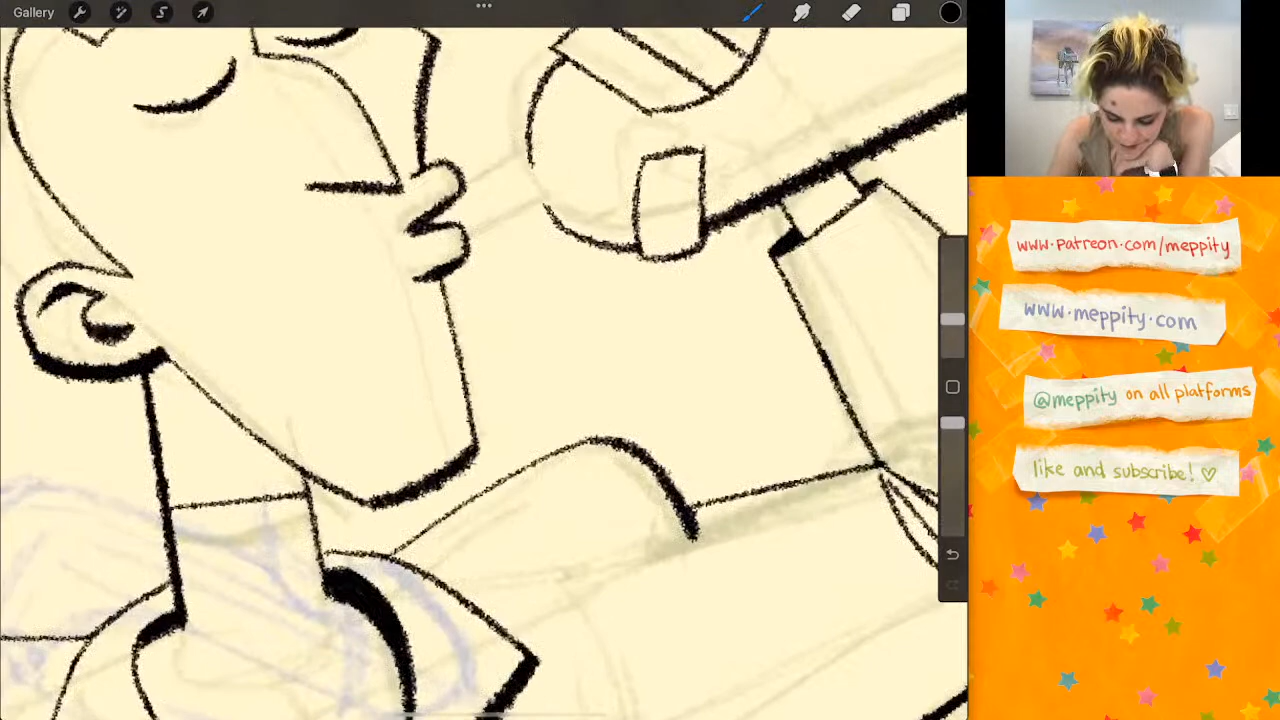 Gallery
www.patreon.com/meppity
www.meppity.com
@meppity on all platforms
like and subscribe! ♡